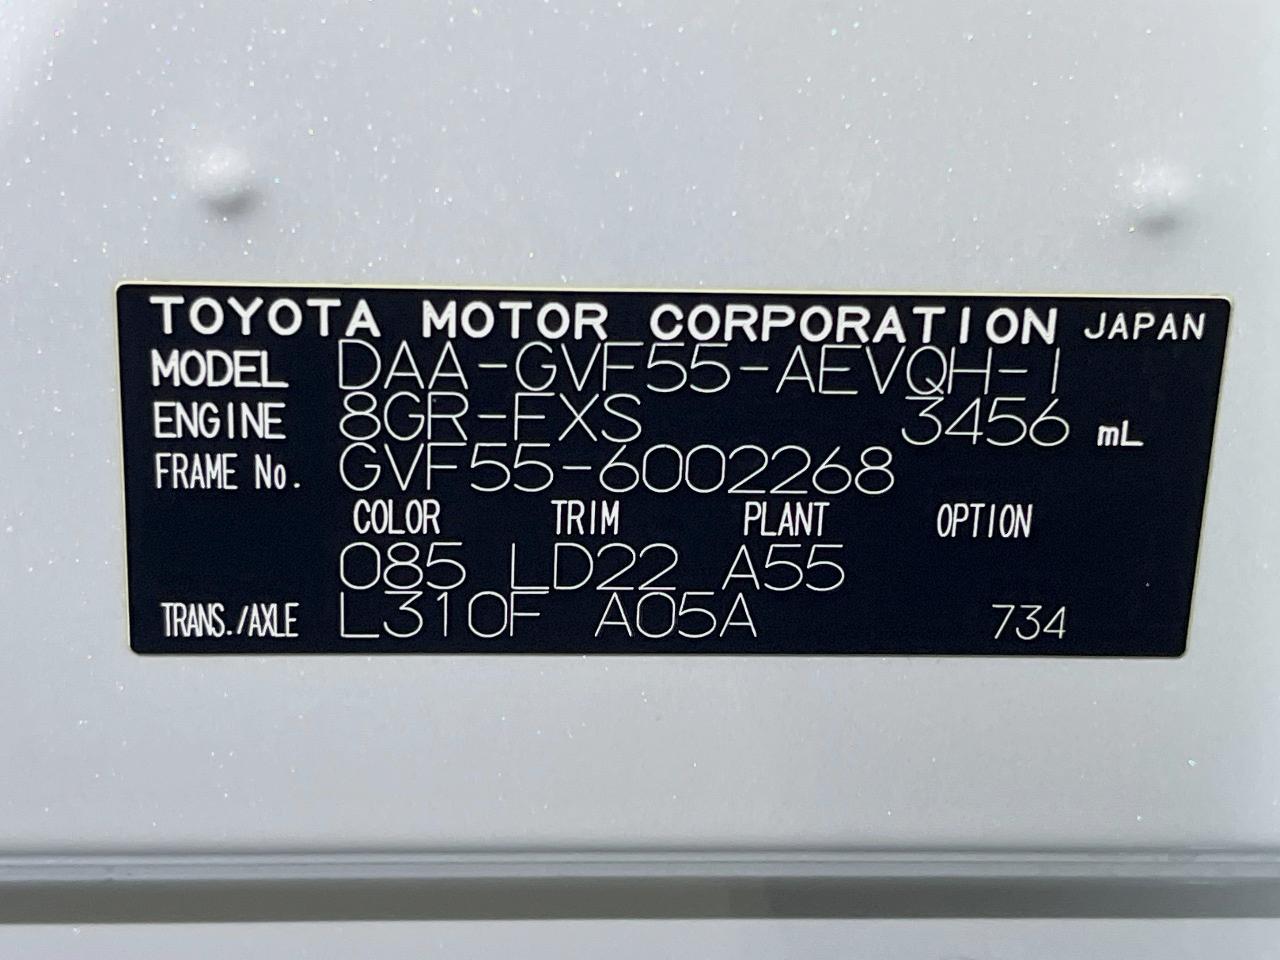 TOYOTA MOTOR CORPORATION JAPAN
MODEL DAA-GVF55-AEVQH-I
ENGINE 8GR-FXS 3456 mL
FRAME No. GVF55-6002268
COLOR TRIM PLANT OPTION
085 LD22 A55
TRANS./AXLE L310F A05A 734